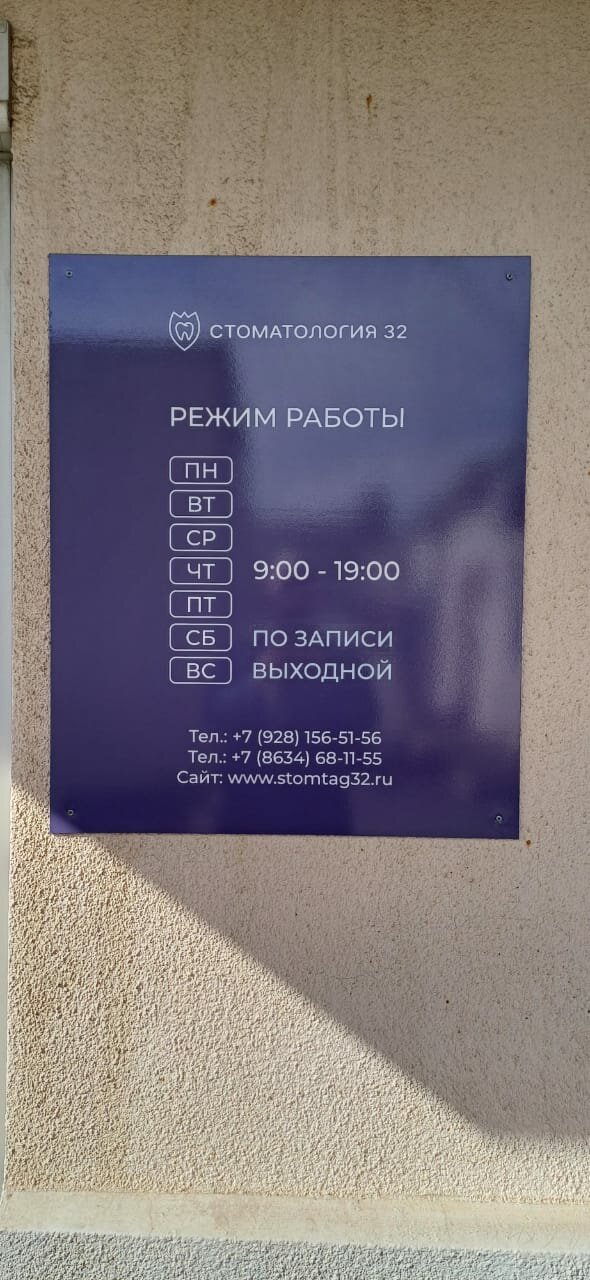 СТОМАТОЛОГИЯ 32
РЕЖИМ РАБОТЫ
ПН
ВТ
СР
ЧТ 9:00 - 19:00
ПТ
СБ ПО ЗАПИСИ
ВС ВЫХОДНОЙ
Тел.: +7 (928) 156-51-56
Тел.: +7 (8634) 68-11-55
Сайт: www.stomtag32.ru